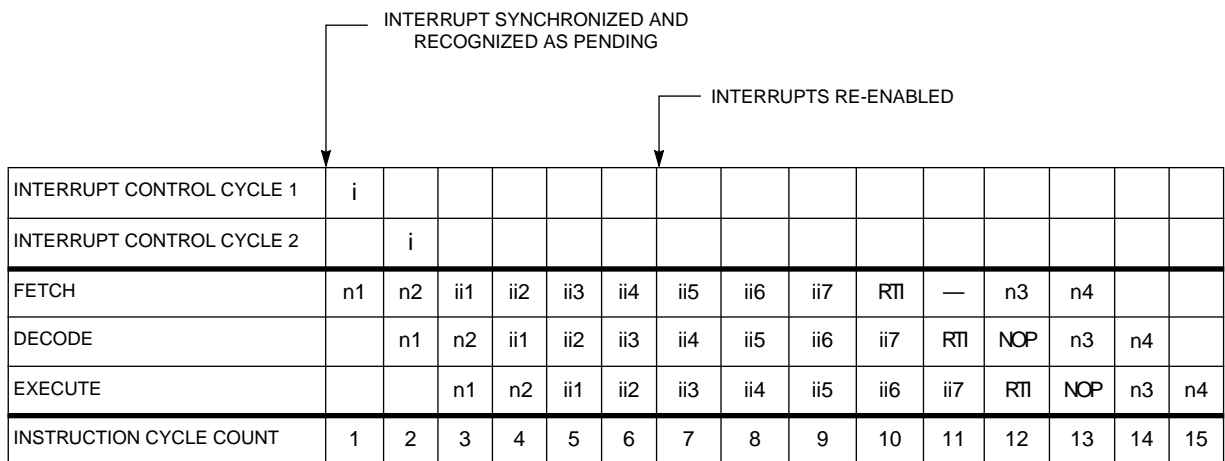 INTERRUPT SYNCHRONIZED AND
RECOGNIZED AS PENDING
INTERRUPTS RE-ENABLED
INTERRUPT CONTROL CYCLE 1 i
INTERRUPT CONTROL CYCLE 2 i
FETCH n1 n2 ii1 ii2 ii3 ii4 ii5 ii6 ii7 RTI — n3 n4
DECODE n1 n2 ii1 ii2 ii3 ii4 ii5 ii6 ii7 RTI NOP n3 n4
EXECUTE n1 n2 ii1 ii2 ii3 ii4 ii5 ii6 ii7 RTI NOP n3 n4
INSTRUCTION CYCLE COUNT 1 2 3 4 5 6 7 8 9 10 11 12 13 14 15